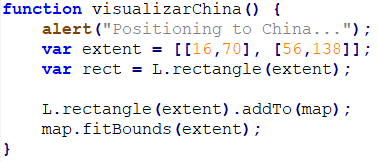 function visualizarChina() {
    alert("Positioning to China...");
    var extent = [[16,70], [56,138]];
    var rect = L.rectangle(extent);

    L.rectangle(extent).addTo(map);
    map.fitBounds(extent);
}